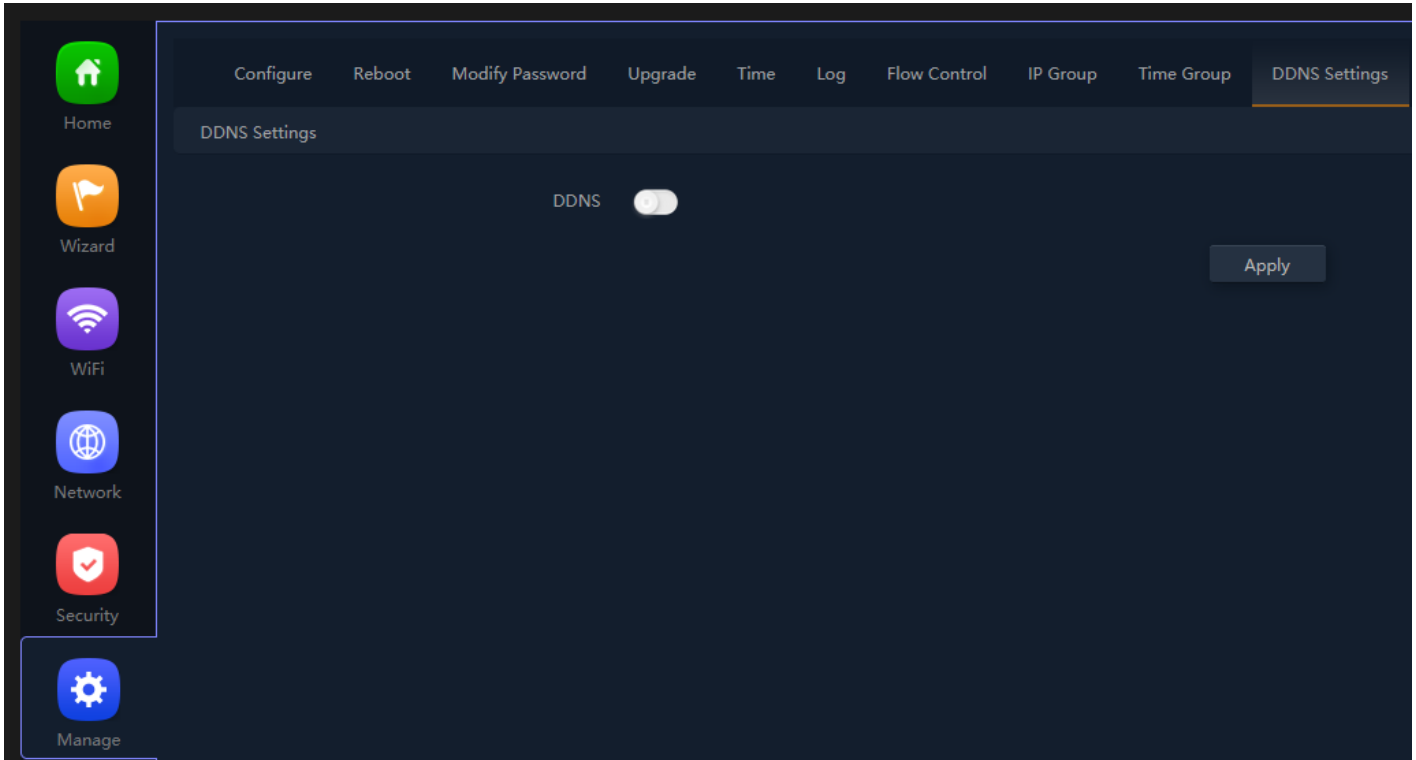 Home
Wizard
WiFi
Network
Security
Manage
Configure Reboot Modify Password Upgrade Time Log Flow Control IP Group Time Group DDNS Settings
DDNS Settings
DDNS
Apply